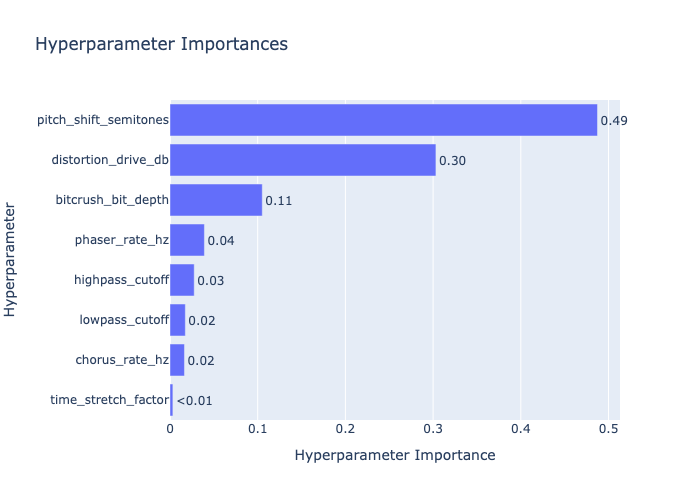 Hyperparameter Importances
Hyperparameter
pitch_shift_semitones 0.49
distortion_drive_db 0.30
bitcrush_bit_depth 0.11
phaser_rate_hz 0.04
highpass_cutoff 0.03
lowpass_cutoff 0.02
chorus_rate_hz 0.02
time_stretch_factor <0.01
0 0.1 0.2 0.3 0.4 0.5
Hyperparameter Importance